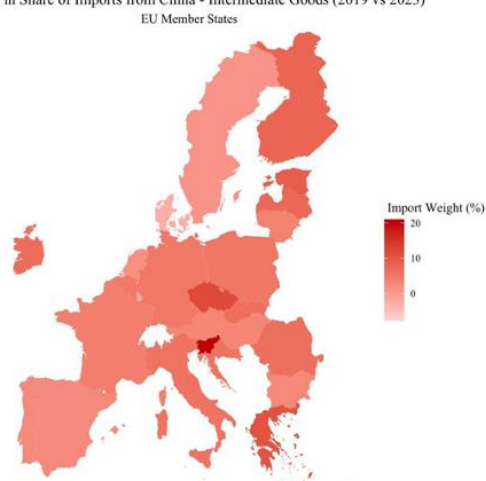 in Share of Imports from China - Intermediate Goods (2019 vs 2023)
EU Member States
Import Weight (%)
20
10
0